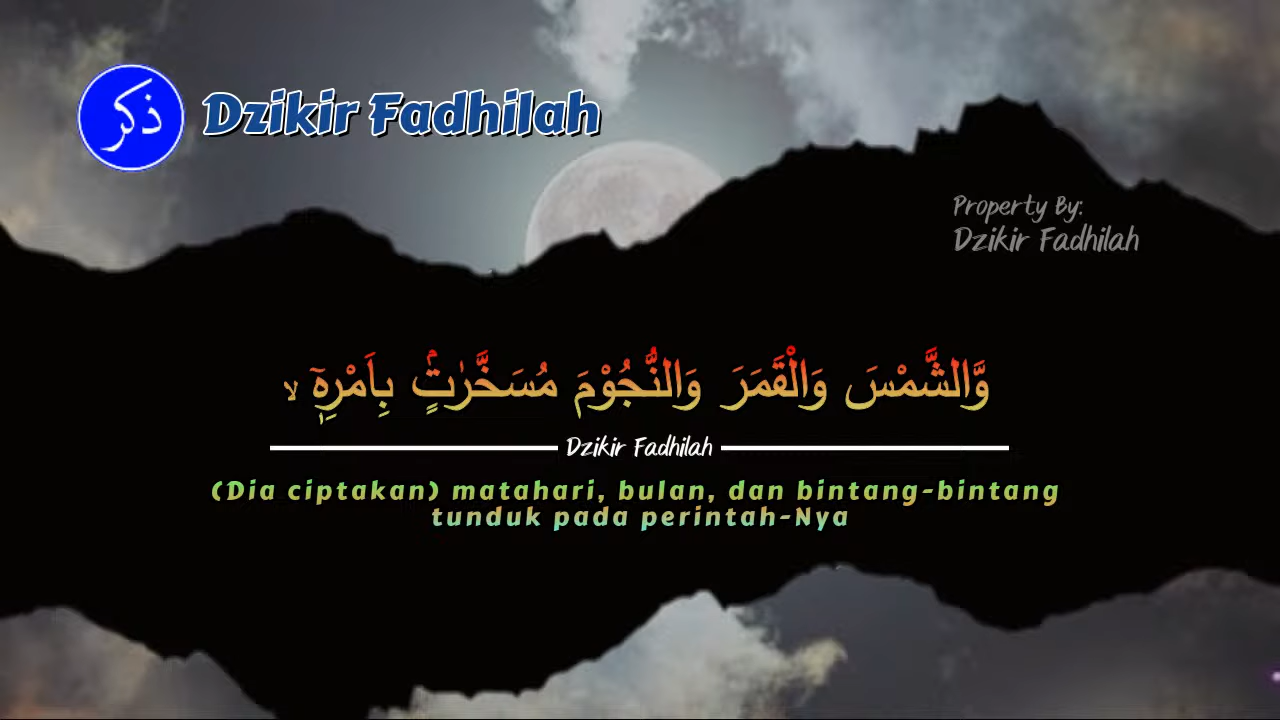 ذكر
Dzikir Fadhilah
Property By:
Dzikir Fadhilah
وَّالشَّمْسَ وَالْقَمَرَ وَالنُّجُوْمَ مُسَخَّرٰتٍۢ بِاَمْرِهٖٓ ۙ
Dzikir Fadhilah
(Dia ciptakan) matahari, bulan, dan bintang-bintang
tunduk pada perintah-Nya